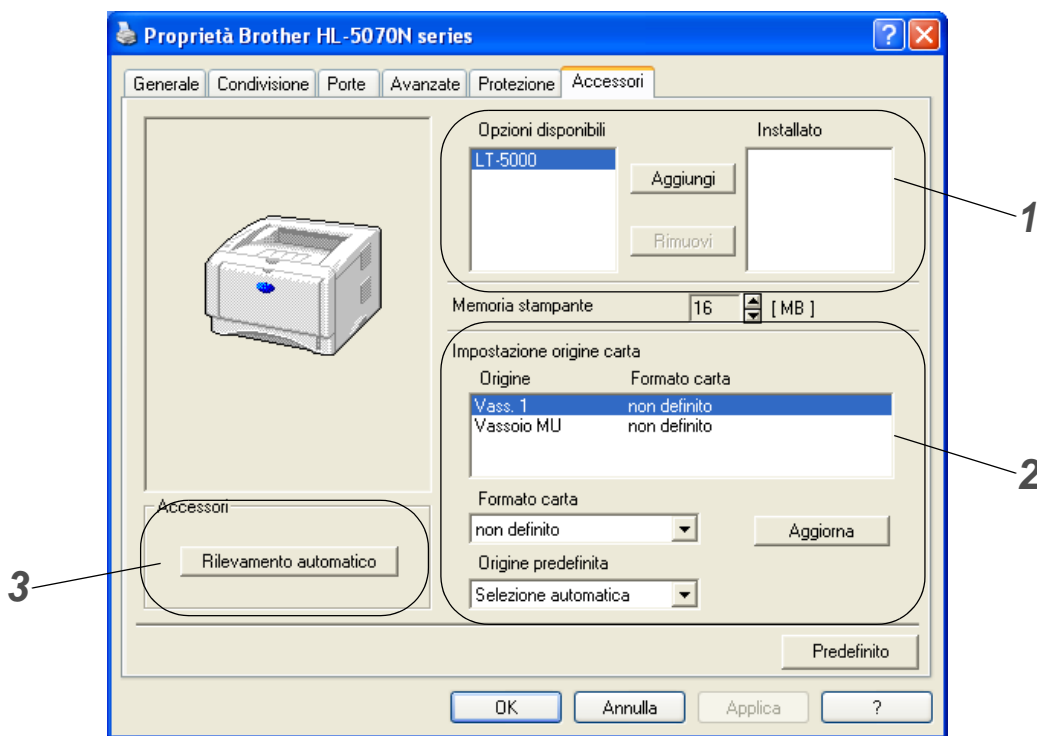 Proprietà Brother HL-5070N series
Generale Condivisione Porte Avanzate Protezione Accessori
Opzioni disponibili Installato
LT-5000
Aggiungi
Rimuovi
1
Memoria stampante 16 [ MB ]
Impostazione origine carta
Origine Formato carta
Vass. 1 non definito
Vassoio MU non definito
2
Formato carta
non definito Aggiorna
Origine predefinita
Selezione automatica
Accessori
Rilevamento automatico
3
Predefinito
OK Annulla Applica ?